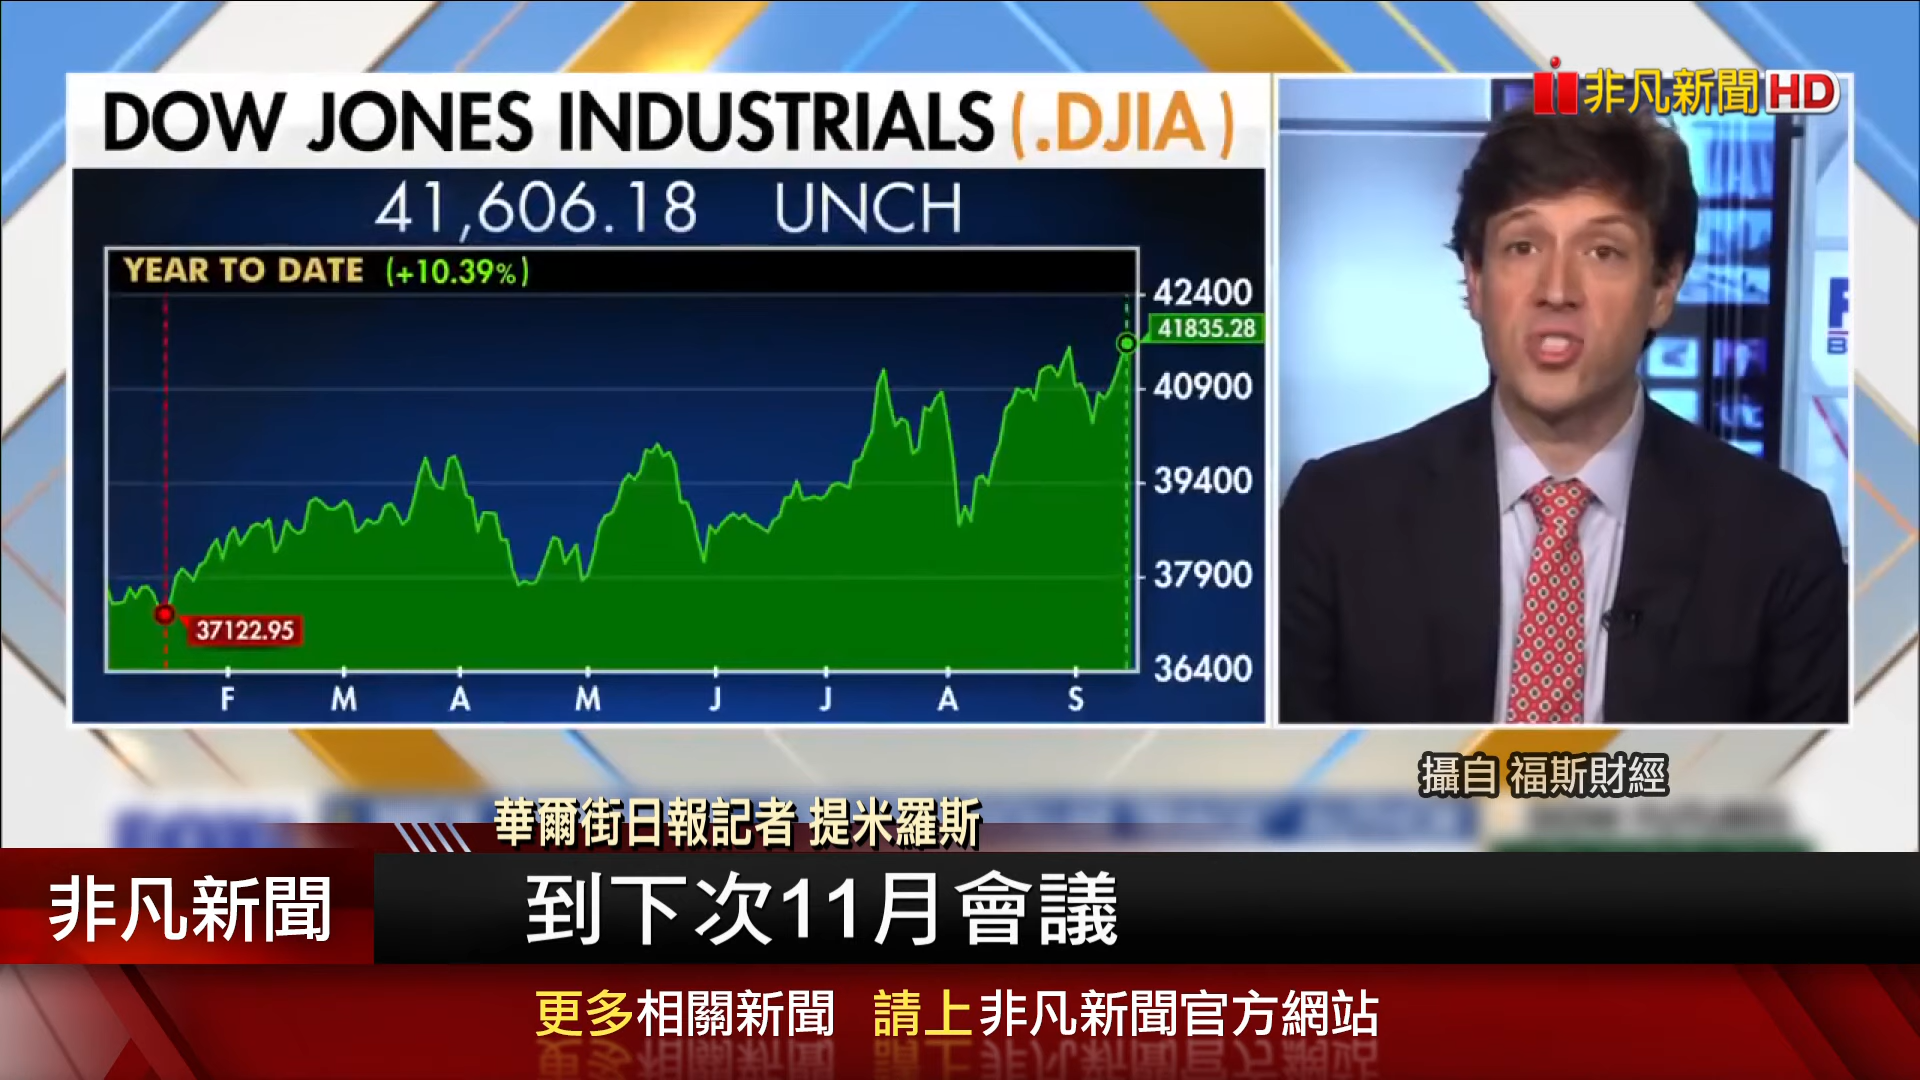 DOW JONES INDUSTRIALS (.DJIA)
非凡新聞HD
41,606.18 UNCH
YEAR TO DATE (+10.39%)
42400
41835.28
40900
39400
37900
37122.95
36400
F M A M J J A S
攝自 福斯財經
華爾街日報記者 提米羅斯
非凡新聞
到下次11月會議
更多相關新聞 請上非凡新聞官方網站